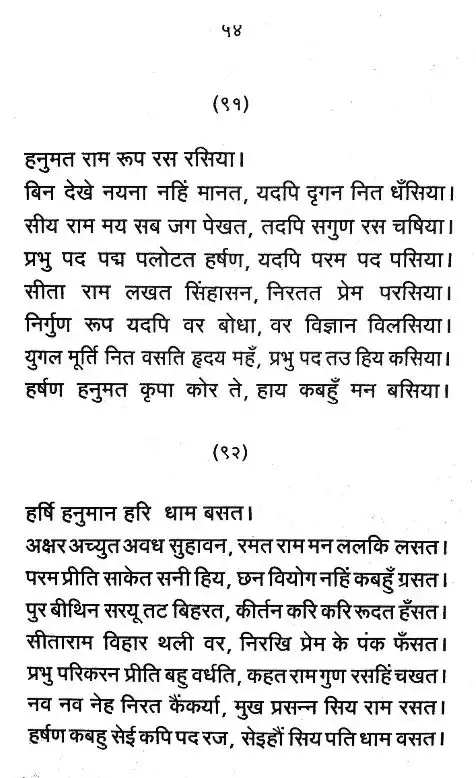 ५४
(९१)
हनुमत राम रूप रस रसिया।
बिन देखे नयना नहिं मानत, यदपि दृगन नित धँसिया।
सीय राम मय सब जग पेखत, तदपि सगुण रस चषिया।
प्रभु पद पद्म पलोटत हर्षण, यदपि परम पद पसिया।
सीता राम लखत सिंहासन, निरतत प्रेम परसिया।
निर्गुण रूप यदपि वर बोधा, वर विज्ञान विलसिया।
युगल मूर्ति नित वसति हृदय महँ, प्रभु पद तउ हिय कसिया।
हर्षण हनुमत कृपा कोर ते, हाय कबहुँ मन बसिया।
(९२)
हर्षि हनुमान हरि धाम बसत।
अक्षर अच्युत अवध सुहावन, रमत राम मन ललकि लसत।
परम प्रीति साकेत सनी हिय, छन वियोग नहिं कबहुँ ग्रसत।
पुर बीथिन सरयू तट बिहरत, कीर्तन करि करि रूदत हँसत।
सीताराम विहार थली वर, निरखि प्रेम के पंक फँसत।
प्रभु परिकरन प्रीति बहु वर्धति, कहत राम गुण रसहिं चखत।
नव नव नेह निरत कैंकर्या, मुख प्रसन्न सिय राम रसत।
हर्षण कबहु सेई कपि पद रज, सेइहौं सिय पति धाम वसत।